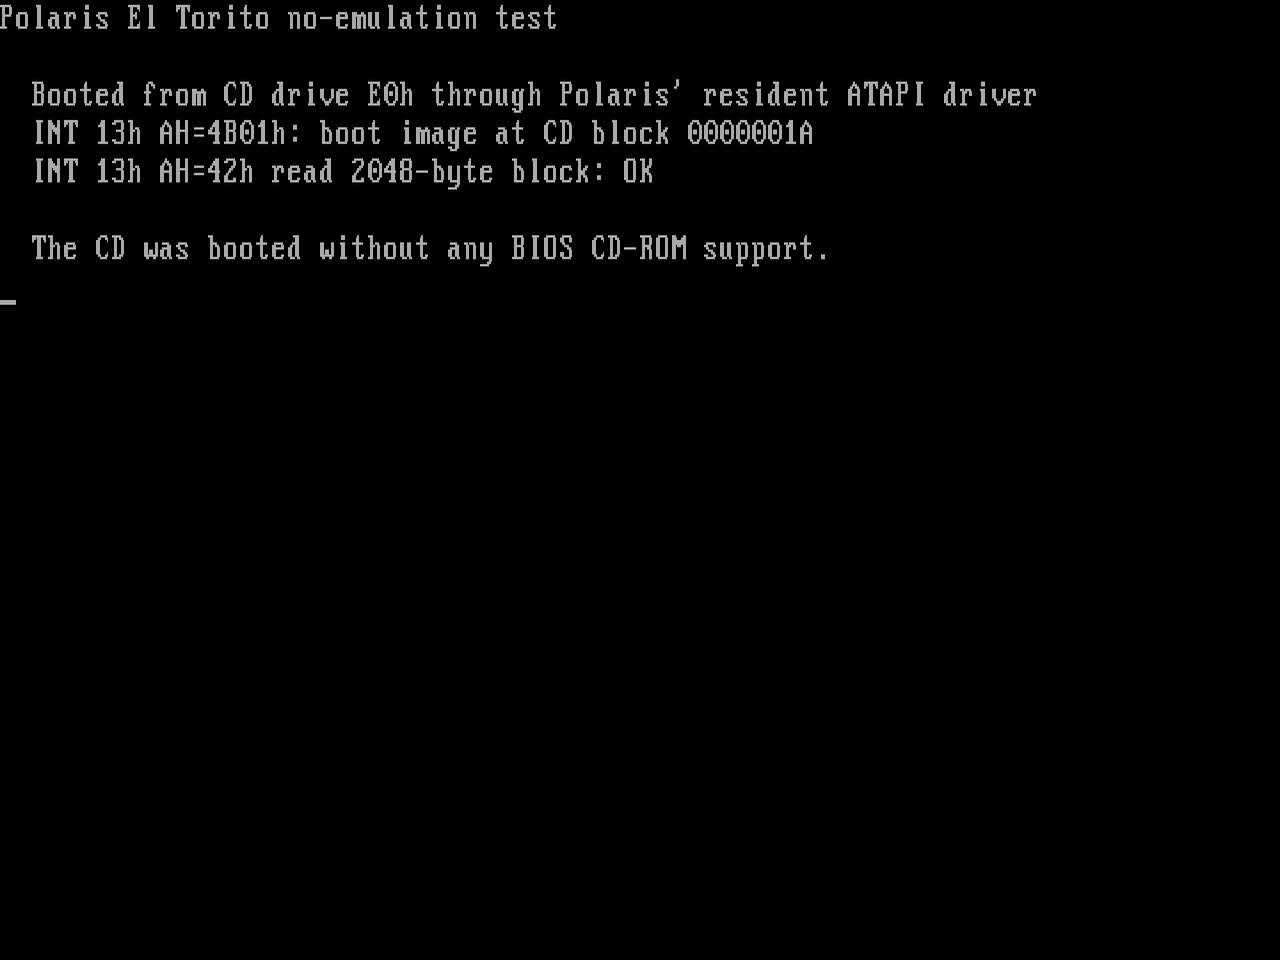 Polaris El Torito no-emulation test
Booted from CD drive E0h through Polaris' resident ATAPI driver
INT 13h AH=4B01h: boot image at CD block 0000001A
INT 13h AH=42h read 2048-byte block: OK
The CD was booted without any BIOS CD-ROM support.